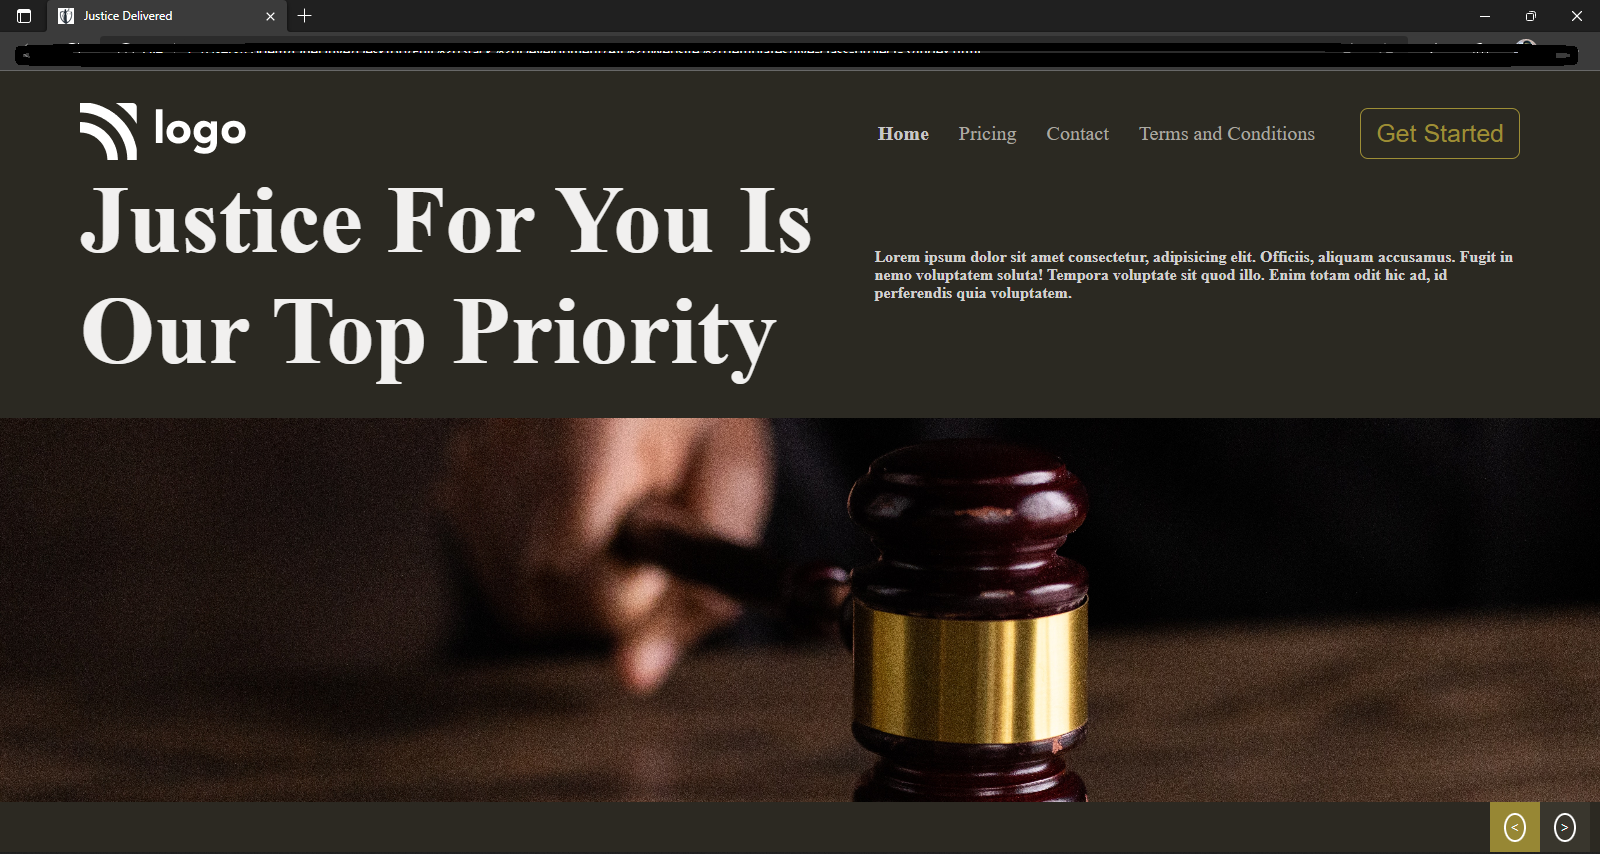 Justice Delivered
logo
Home Pricing Contact Terms and Conditions Get Started
Justice For You Is
Our Top Priority
Lorem ipsum dolor sit amet consectetur, adipisicing elit. Officiis, aliquam accusamus. Fugit in
nemo voluptatem soluta! Tempora voluptate sit quod illo. Enim totam odit hic ad, id
perferendis quia voluptatem.
< >